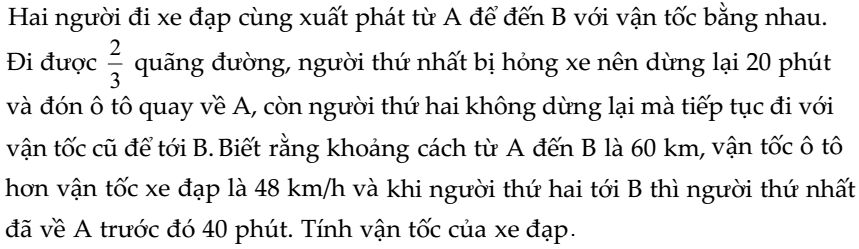 Hai người đi xe đạp cùng xuất phát từ A để đến B với vận tốc bằng nhau.
Đi được 2/3 quãng đường, người thứ nhất bị hỏng xe nên dừng lại 20 phút
và đón ô tô quay về A, còn người thứ hai không dừng lại mà tiếp tục đi với
vận tốc cũ để tới B. Biết rằng khoảng cách từ A đến B là 60 km, vận tốc ô tô
hơn vận tốc xe đạp là 48 km/h và khi người thứ hai tới B thì người thứ nhất
đã về A trước đó 40 phút. Tính vận tốc của xe đạp.